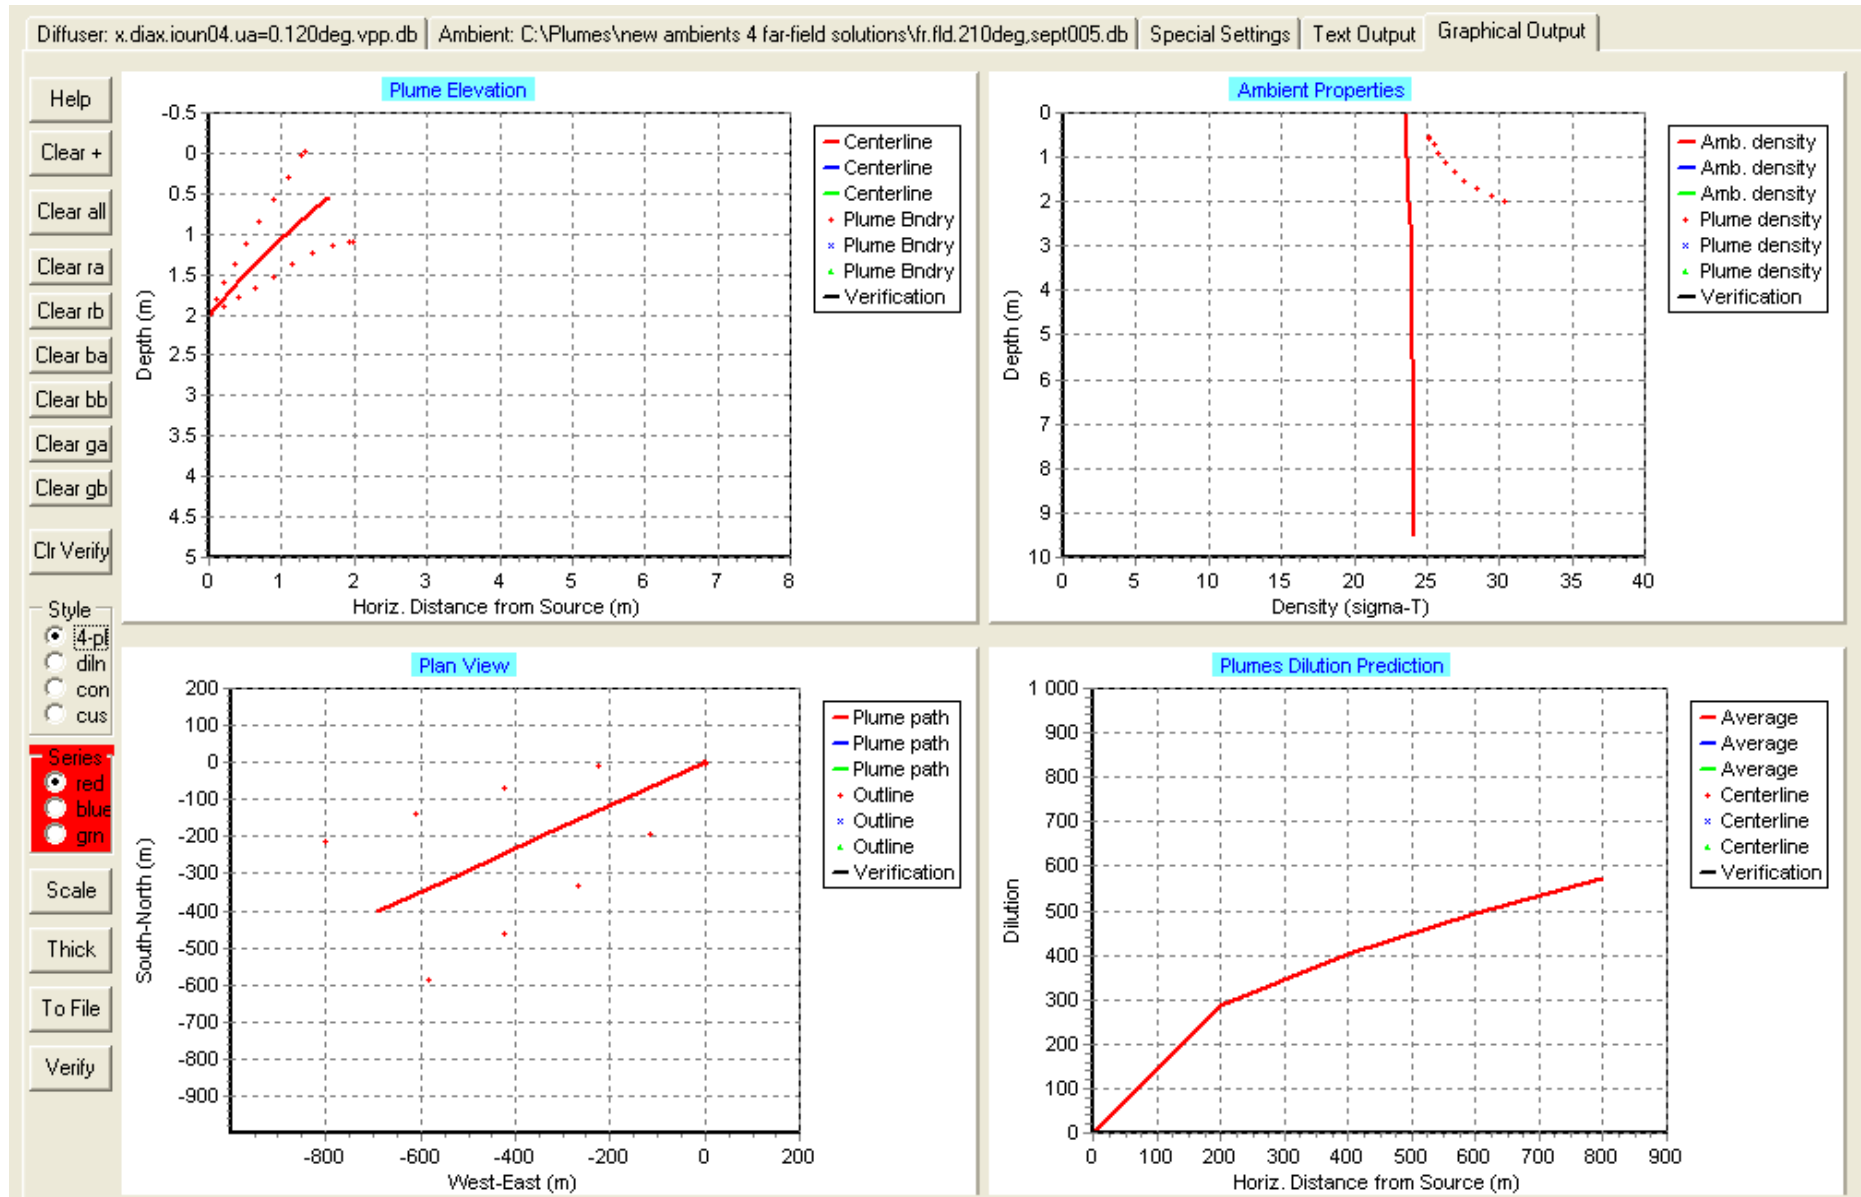 Diffuser: x.diax.ioun04.ua=0.120deg.vpp.db
Ambient: C:\Plumes\new ambients 4 far-field solutions\fr.fld.210deg,sept005.db
Special Settings
Text Output
Graphical Output
Help
Clear +
Clear all
Clear ra
Clear rb
Clear ba
Clear bb
Clear ga
Clear gb
Clr Verify
Style
4-pl
diln
con
cus
Series
red
blue
grn
Scale
Thick
To File
Verify
Plume Elevation
-0.5
0
0.5
1
1.5
2
2.5
3
3.5
4
4.5
5
Depth (m)
0 1 2 3 4 5 6 7 8
Horiz. Distance from Source (m)
Centerline
Centerline
Centerline
Plume Bndry
Plume Bndry
Plume Bndry
Verification
Ambient Properties
0
1
2
3
4
5
6
7
8
9
10
Depth (m)
0 5 10 15 20 25 30 35 40
Density (sigma-T)
Amb. density
Amb. density
Amb. density
Plume density
Plume density
Plume density
Verification
Plan View
200
100
0
-100
-200
-300
-400
-500
-600
-700
-800
-900
South-North (m)
-800 -600 -400 -200 0 200
West-East (m)
Plume path
Plume path
Plume path
Outline
Outline
Outline
Verification
Plumes Dilution Prediction
1 000
900
800
700
600
500
400
300
200
100
0
Dilution
0 100 200 300 400 500 600 700 800 900
Horiz. Distance from Source (m)
Average
Average
Average
Centerline
Centerline
Centerline
Verification